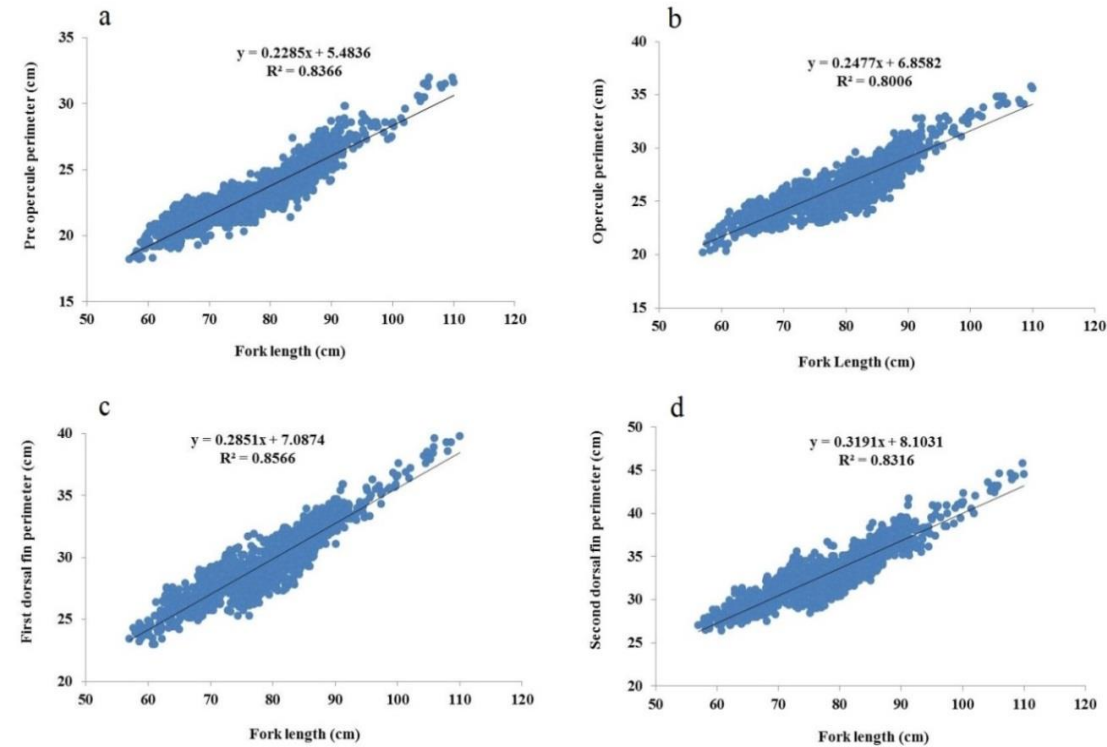 a
y = 0.2285x + 5.4836
R² = 0.8366
Pre opercule perimeter (cm)
35
30
25
20
15
50 60 70 80 90 100 110 120
Fork length (cm)
b
y = 0.2477x + 6.8582
R² = 0.8006
Opercule perimeter (cm)
40
35
30
25
20
15
50 60 70 80 90 100 110 120
Fork Length (cm)
c
y = 0.2851x + 7.0874
R² = 0.8566
First dorsal fin perimeter (cm)
40
35
30
25
20
50 60 70 80 90 100 110 120
Fork length (cm)
d
y = 0.3191x + 8.1031
R² = 0.8316
Second dorsal fin perimeter (cm)
50
45
40
35
30
25
20
50 60 70 80 90 100 110 120
Fork length (cm)